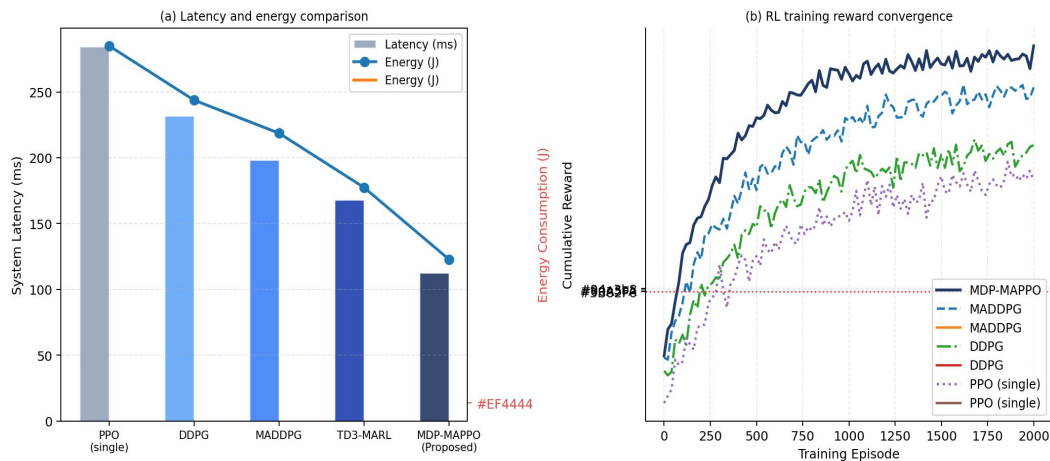 (a) Latency and energy comparison
Latency (ms)
Energy (J)
Energy (J)
System Latency (ms)
250
200
150
100
50
0
PPO
(single)
DDPG
MADDPG
TD3-MARL
MDP-MAPPO
(Proposed)
#EF4444
Energy Consumption (J)
(b) RL training reward convergence
Cumulative Reward
MDP-MAPPO
MADDPG
MADDPG
DDPG
DDPG
PPO (single)
PPO (single)
0
250
500
750
1000
1250
1500
1750
2000
Training Episode